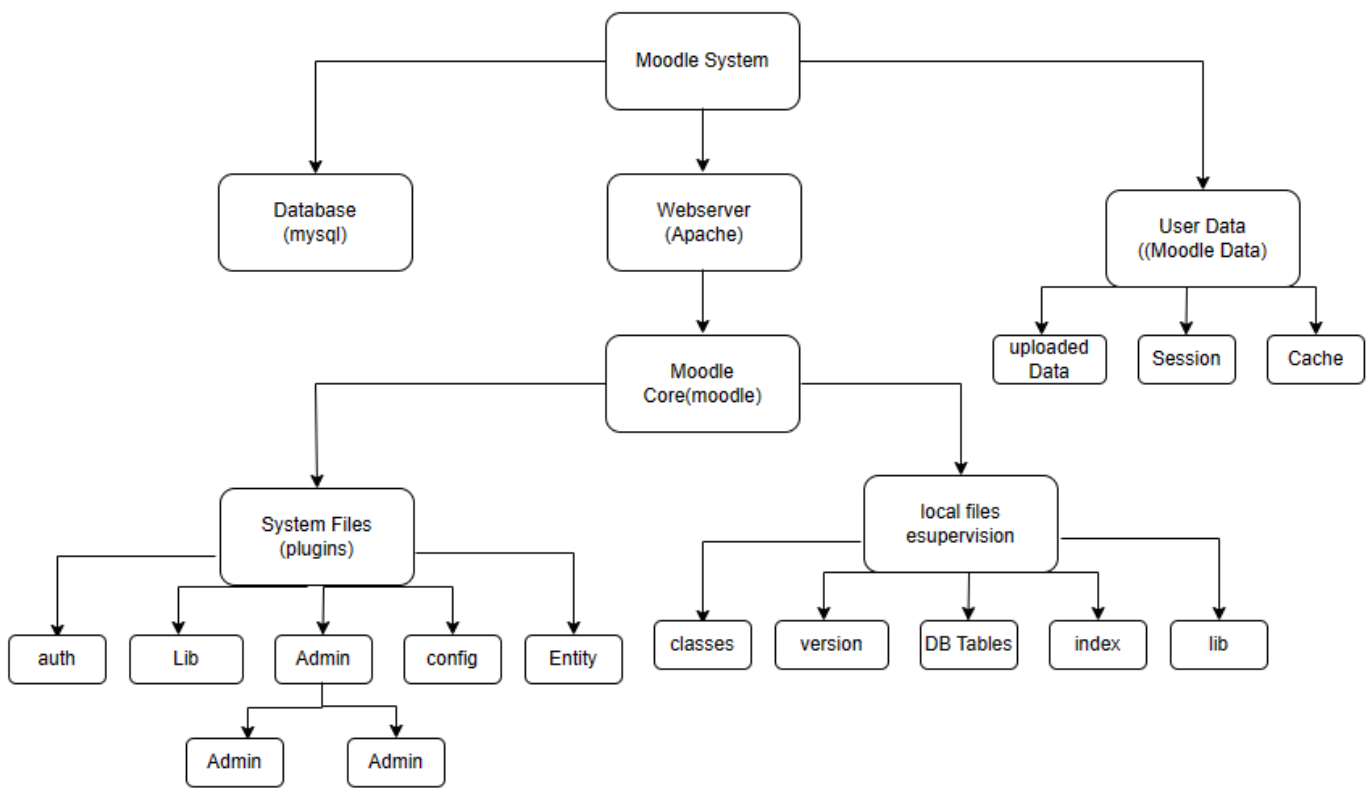 Moodle System
Database
(mysql)
Webserver
(Apache)
User Data
((Moodle Data)
uploaded
Data
Session
Cache
Moodle
Core(moodle)
System Files
(plugins)
local files
esupervision
auth
Lib
Admin
config
Entity
classes
version
DB Tables
index
lib
Admin
Admin